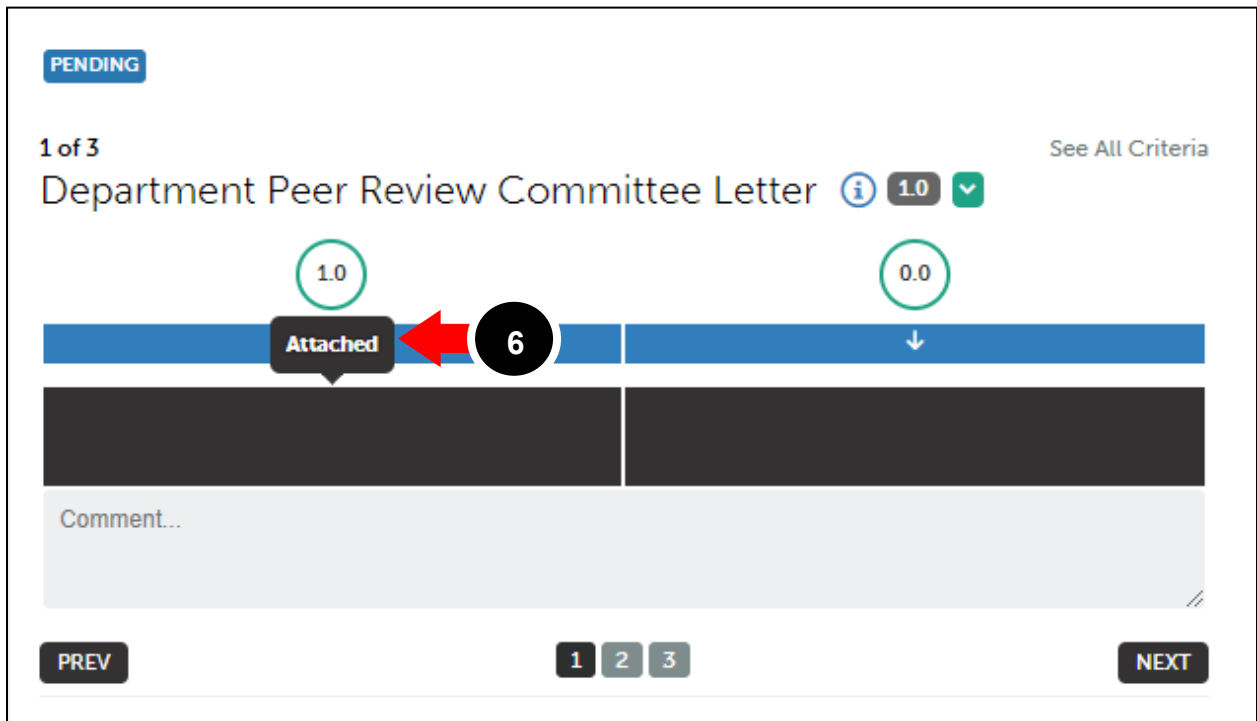 PENDING
1 of 3
See All Criteria
Department Peer Review Committee Letter i 1.0
1.0
0.0
Attached
6
Comment...
PREV
1 2 3
NEXT